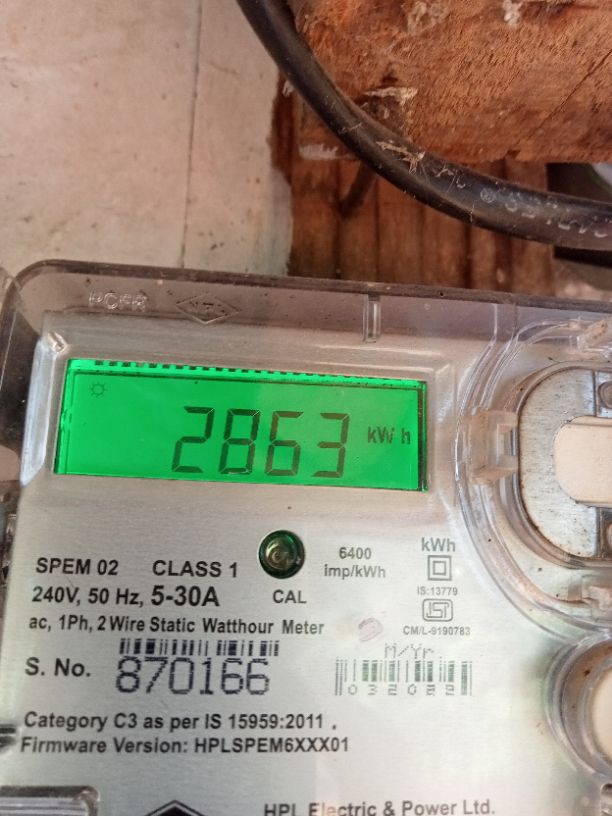 2863 kW h
SPEM 02 CLASS 1
240V, 50 Hz, 5-30A
ac, 1Ph, 2 Wire Static Watthour Meter
CAL
6400
imp/kWh
kWh
IS:13779
CM/L-9190783
S. No. 870166
M/Yr.
032022
Category C3 as per IS 15959:2011 .
Firmware Version: HPLSPEM6XXX01
HPL Electric & Power Ltd.